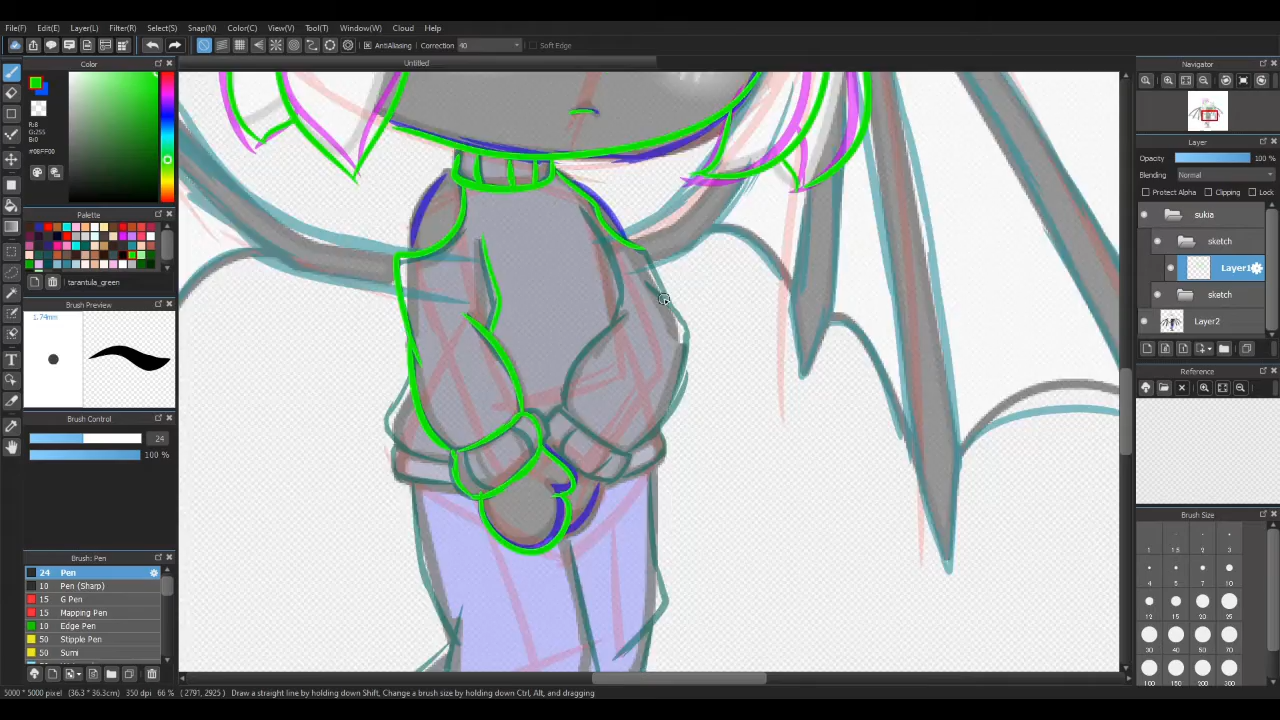 File(F) Edit(E) Layer(L) Select(S) Snap(N) Color(C) View(V) Tool(T) Window(W) Cloud Help
AntiAliasing Correction 40 Soft Edge
Untitled
Color
R:8
G:255
B:0
#08FF00
Palette
tarantula_green
Brush Preview
1.74mm
Brush Control
24
100 %
Brush: Pen
24 Pen
10 Pen (Sharp)
15 G Pen
15 Mapping Pen
10 Edge Pen
50 Stipple Pen
50 Sumi
Navigator
Layer
Opacity 100 %
Blending Normal
Protect Alpha Clipping Lock
sukia
sketch
Layer1
sketch
Layer2
Reference
Brush Size
1 1.5 2 3
4 5 7 10
12 15 20 25
30 40 50 70
100
5000 * 5000 pixel (36.3 * 36.3cm) 350 dpi 66 % ( 2791, 2925 ) Draw a straight line by holding down Shift, Change a brush size by holding down Ctrl, Alt, and dragging